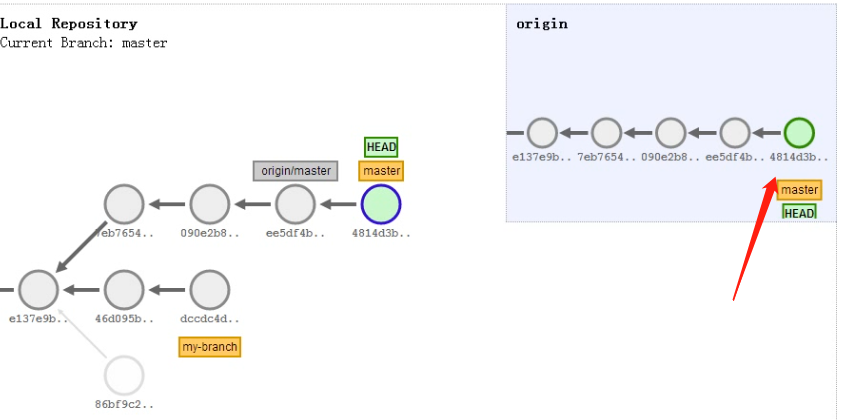 Local Repository
Current Branch: master
HEAD
origin/master
master
7eb7654..
090e2b8..
ee5df4b..
4814d3b..
e137e9b..
46d095b..
dccdc4d..
my-branch
86bf9c2..
origin
e137e9b..
7eb7654..
090e2b8..
ee5df4b..
4814d3b..
master
HEAD